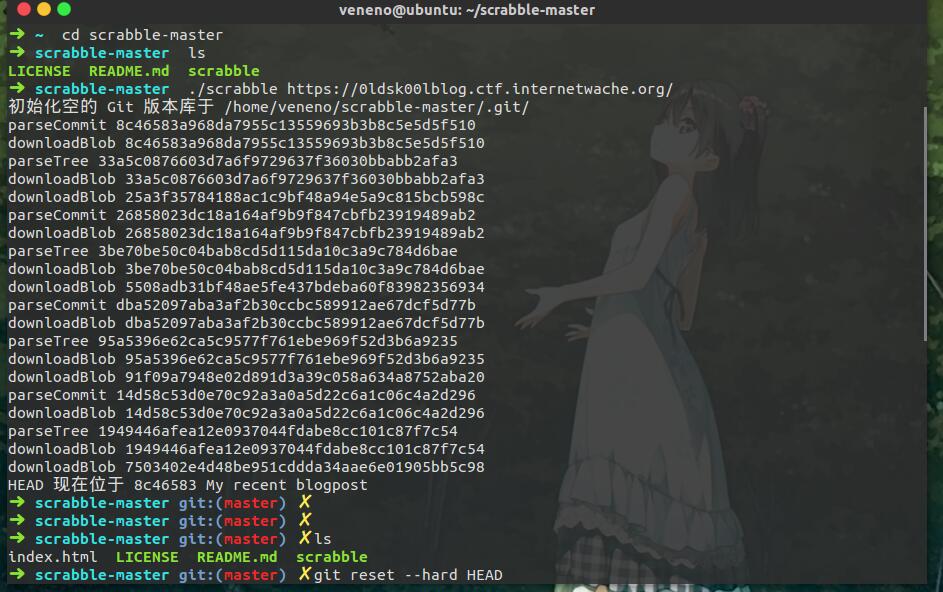 veneno@ubuntu: ~/scrabble-master
➜ ~ cd scrabble-master
➜ scrabble-master ls
LICENSE README.md scrabble
➜ scrabble-master ./scrabble https://0ldsk00lblog.ctf.internetwache.org/
初始化空的 Git 版本库于 /home/veneno/scrabble-master/.git/
parseCommit 8c46583a968da7955c13559693b3b8c5e5d5f510
downloadBlob 8c46583a968da7955c13559693b3b8c5e5d5f510
parseTree 33a5c0876603d7a6f9729637f36030bbabb2afa3
downloadBlob 33a5c0876603d7a6f9729637f36030bbabb2afa3
downloadBlob 25a3f35784188ac1c9bf48a94e5a9c815bcb598c
parseCommit 26858023dc18a164af9b9f847cbfb23919489ab2
downloadBlob 26858023dc18a164af9b9f847cbfb23919489ab2
parseTree 3be70be50c04bab8cd5d115da10c3a9c784d6bae
downloadBlob 3be70be50c04bab8cd5d115da10c3a9c784d6bae
downloadBlob 5508adb31bf48ae5fe437bdeba60f83982356934
parseCommit dba52097aba3af2b30ccbc589912ae67dcf5d77b
downloadBlob dba52097aba3af2b30ccbc589912ae67dcf5d77b
parseTree 95a5396e62ca5c9577f761ebe969f52d3b6a9235
downloadBlob 95a5396e62ca5c9577f761ebe969f52d3b6a9235
downloadBlob 91f09a7948e02d891d3a39c058a634a8752aba20
parseCommit 14d58c53d0e70c92a3a0a5d22c6a1c06c4a2d296
downloadBlob 14d58c53d0e70c92a3a0a5d22c6a1c06c4a2d296
parseTree 1949446afea12e0937044fdabe8cc101c87f7c54
downloadBlob 1949446afea12e0937044fdabe8cc101c87f7c54
downloadBlob 7503402e4d48be951cddda34aae6e01905bb5c98
HEAD 现在位于 8c46583 My recent blogpost
➜ scrabble-master git:(master) ✗
➜ scrabble-master git:(master) ✗
➜ scrabble-master git:(master) ✗ls
index.html LICENSE README.md scrabble
➜ scrabble-master git:(master) ✗git reset --hard HEAD